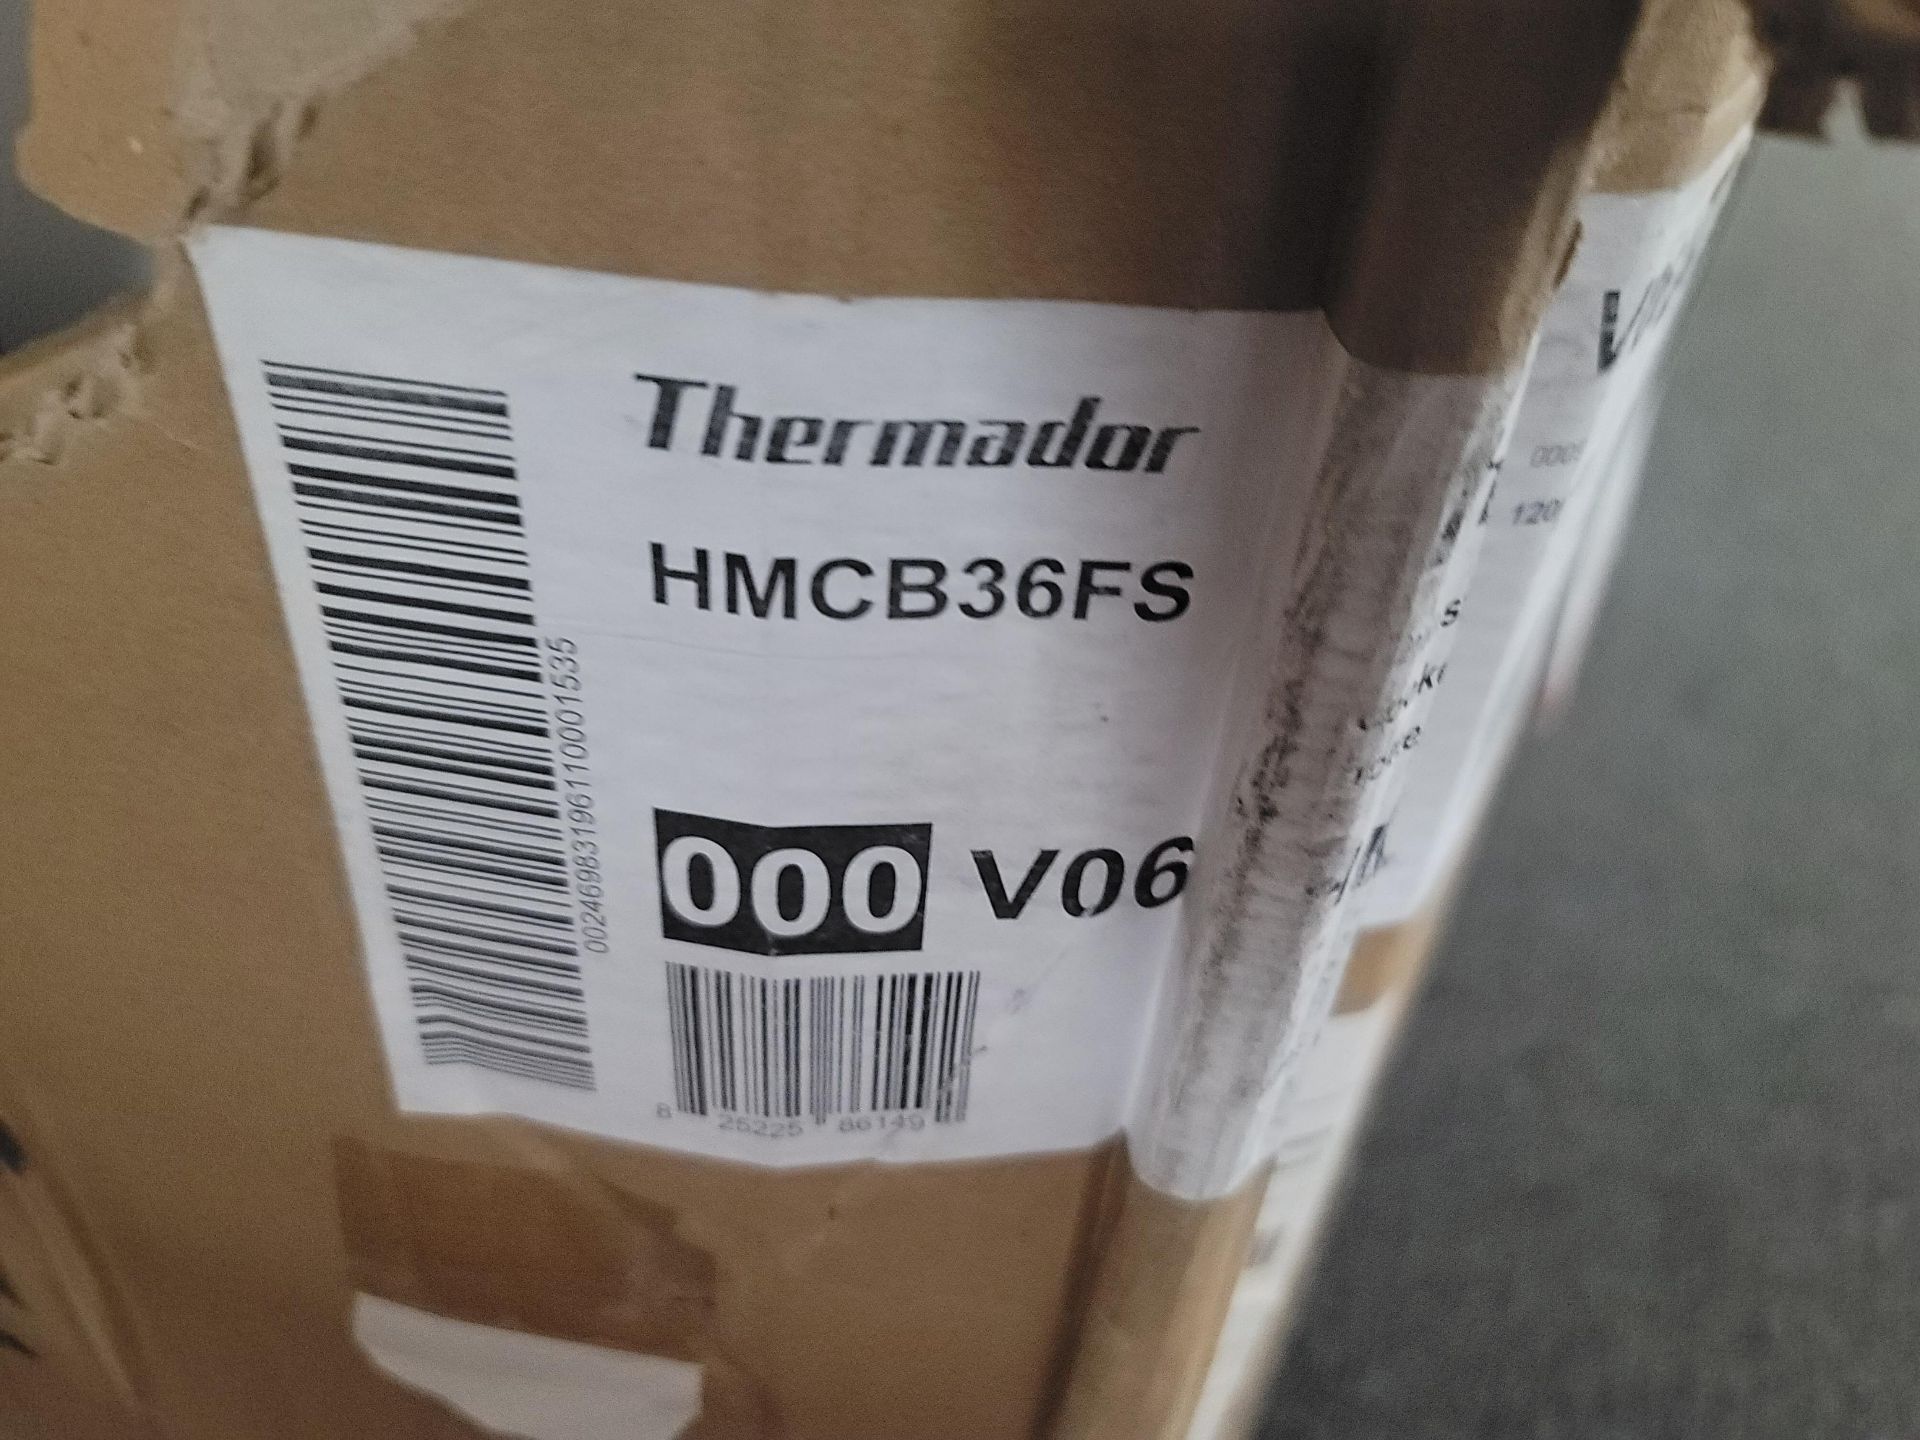 Thermador
HMCB36FS
000 V06
00246983196110001535
8 25225 86149